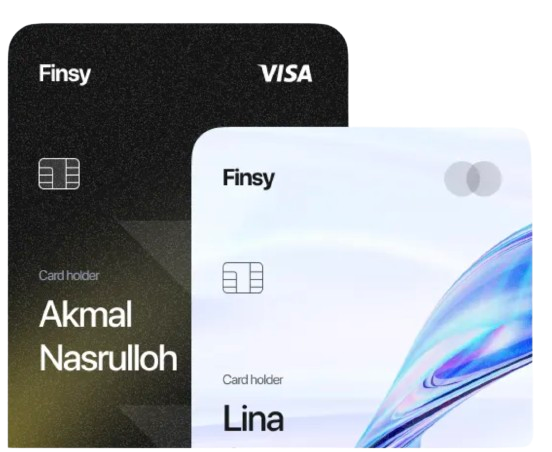 Finsy
VISA
Card holder
Akmal
Nasrulloh
Finsy
Card holder
Lina